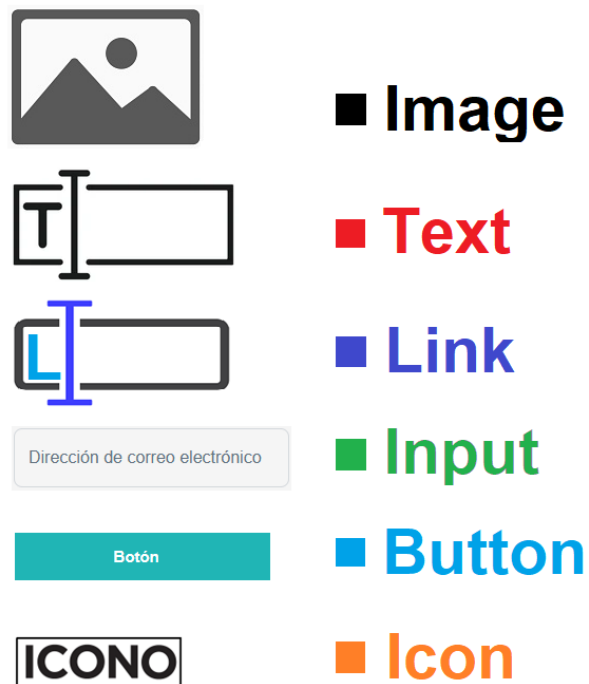 Image
T
Text
L
Link
Dirección de correo electrónico
Input
Botón
Button
ICONO
Icon